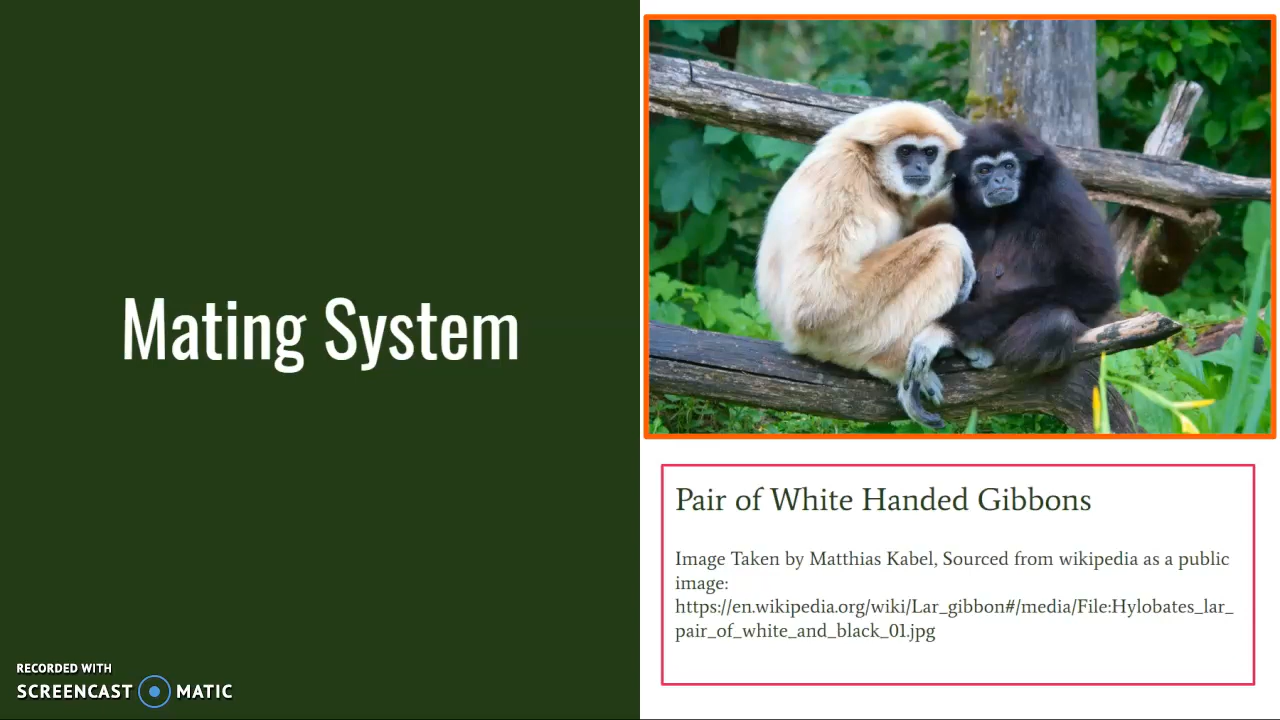 Mating System
Pair of White Handed Gibbons
Image Taken by Matthias Kabel, Sourced from wikipedia as a public
image:
https://en.wikipedia.org/wiki/Lar_gibbon#/media/File:Hylobates_lar_
pair_of_white_and_black_01.jpg
RECORDED WITH
SCREENCAST MATIC